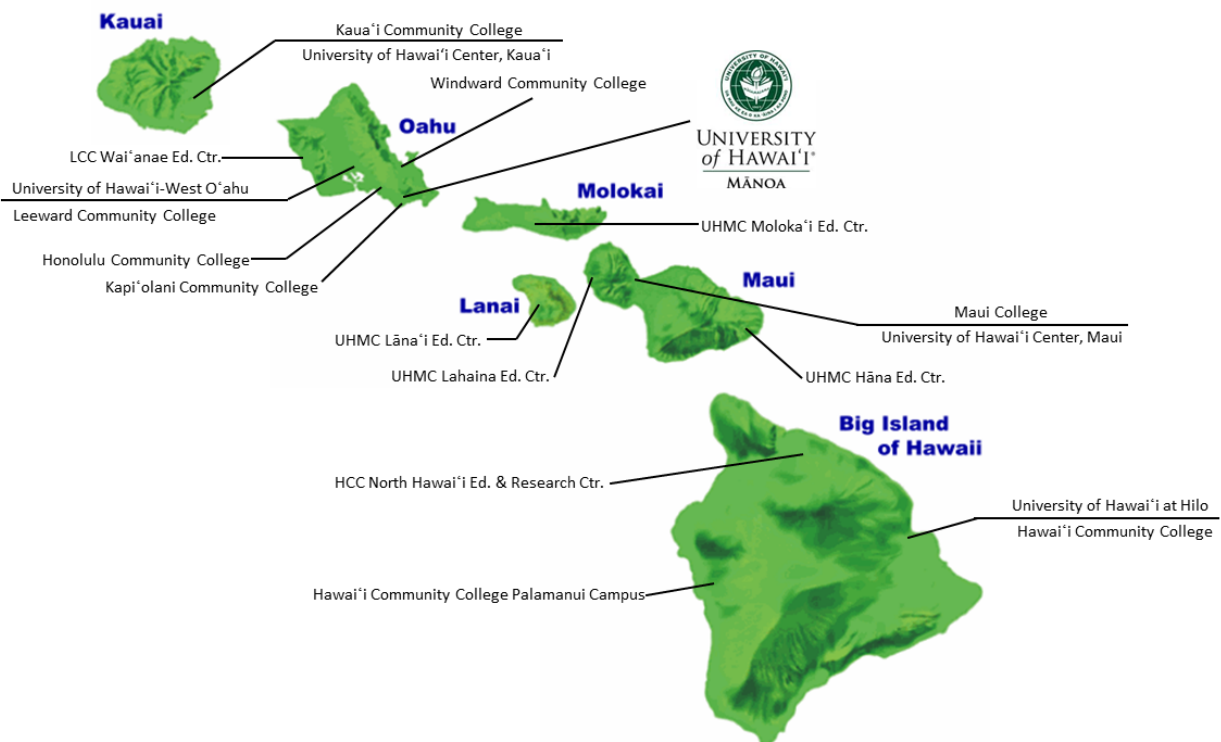 Kauai
Kauaʻi Community College
University of Hawaiʻi Center, Kauaʻi
Windward Community College
Oahu
UNIVERSITY
of HAWAIʻI®
MĀNOA
LCC Waiʻanae Ed. Ctr.
University of Hawaiʻi-West Oʻahu
Leeward Community College
Molokai
UHMC Molokaʻi Ed. Ctr.
Honolulu Community College
Kapiʻolani Community College
Lanai
Maui
Maui College
University of Hawaiʻi Center, Maui
UHMC Lānaʻi Ed. Ctr.
UHMC Lahaina Ed. Ctr.
UHMC Hāna Ed. Ctr.
Big Island
of Hawaii
HCC North Hawaiʻi Ed. & Research Ctr.
University of Hawaiʻi at Hilo
Hawaiʻi Community College
Hawaiʻi Community College Palamanui Campus